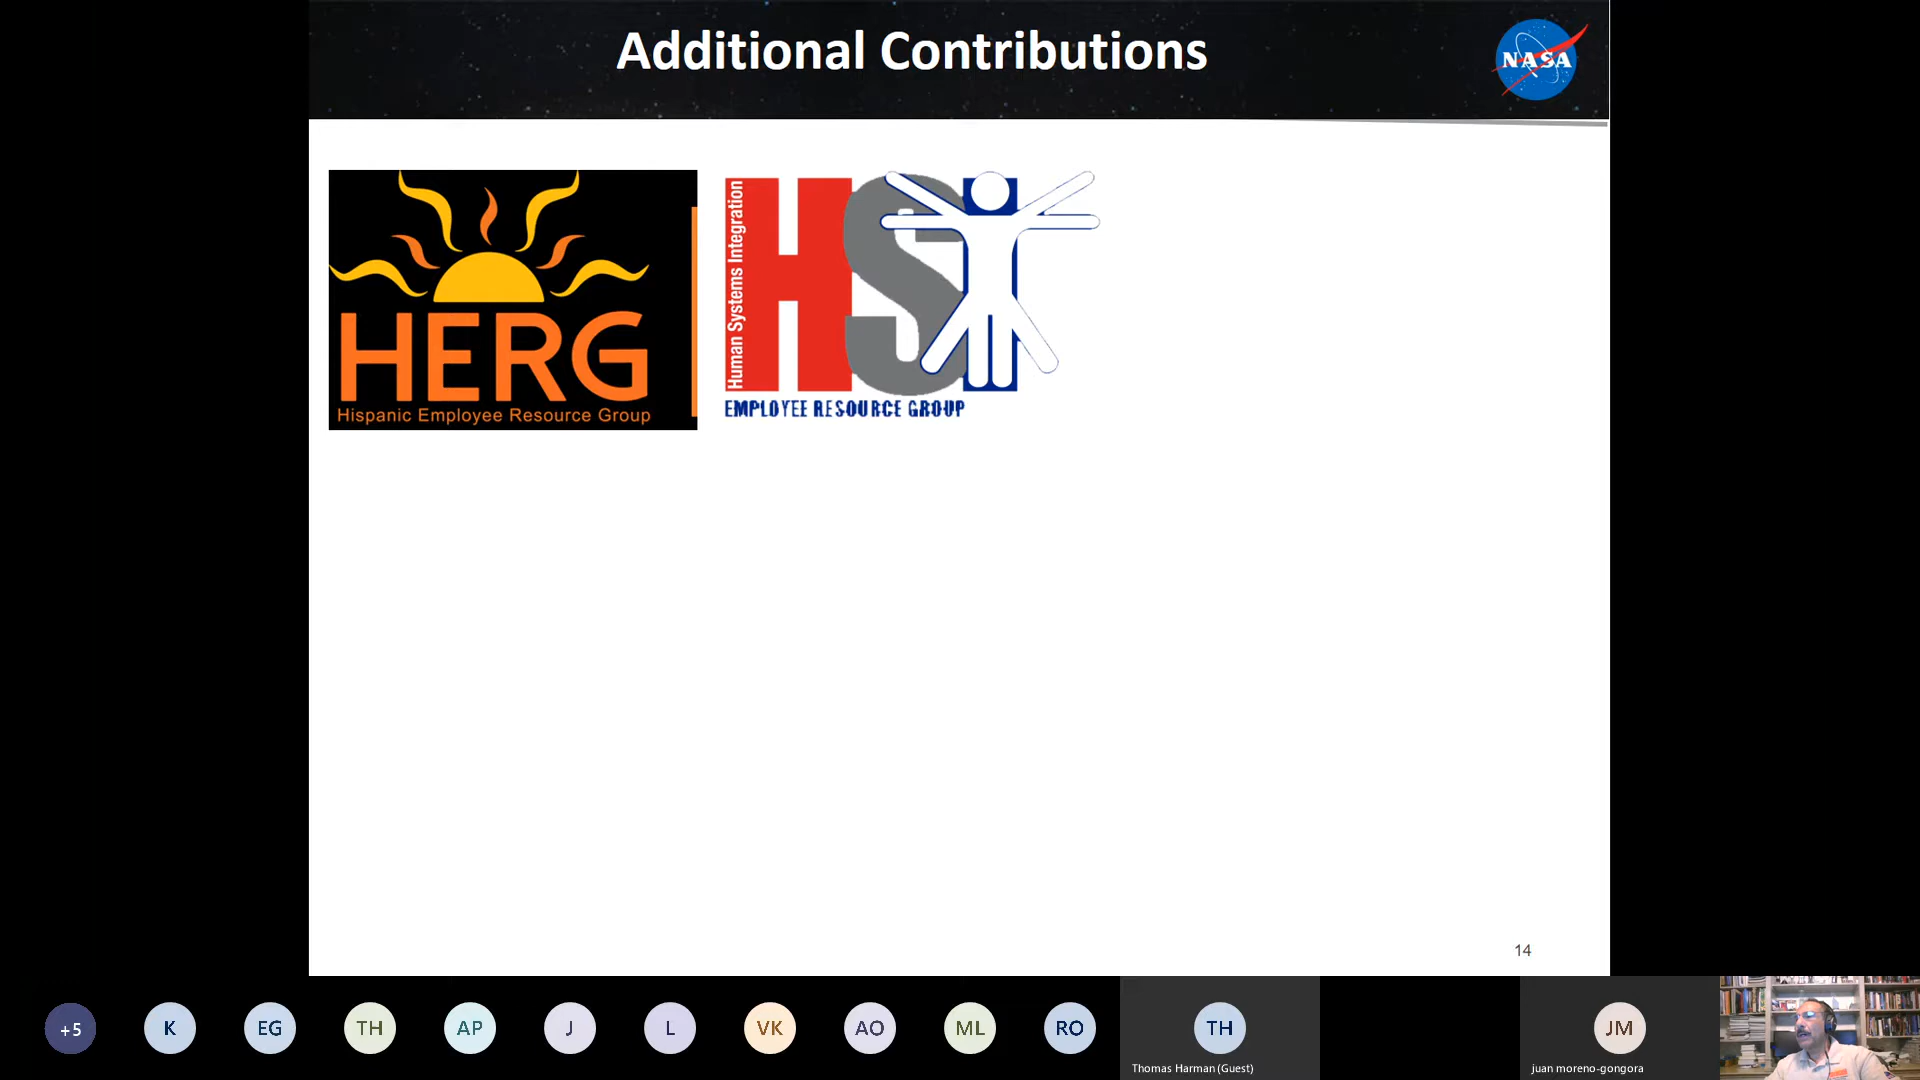 Additional Contributions
NASA
HERG
Hispanic Employee Resource Group
Human Systems Integration
HSI
EMPLOYEE RESOURCE GROUP
14
+5
K
EG
TH
AP
J
L
VK
AO
ML
RO
TH
Thomas Harman (Guest)
JM
juan moreno-gongora